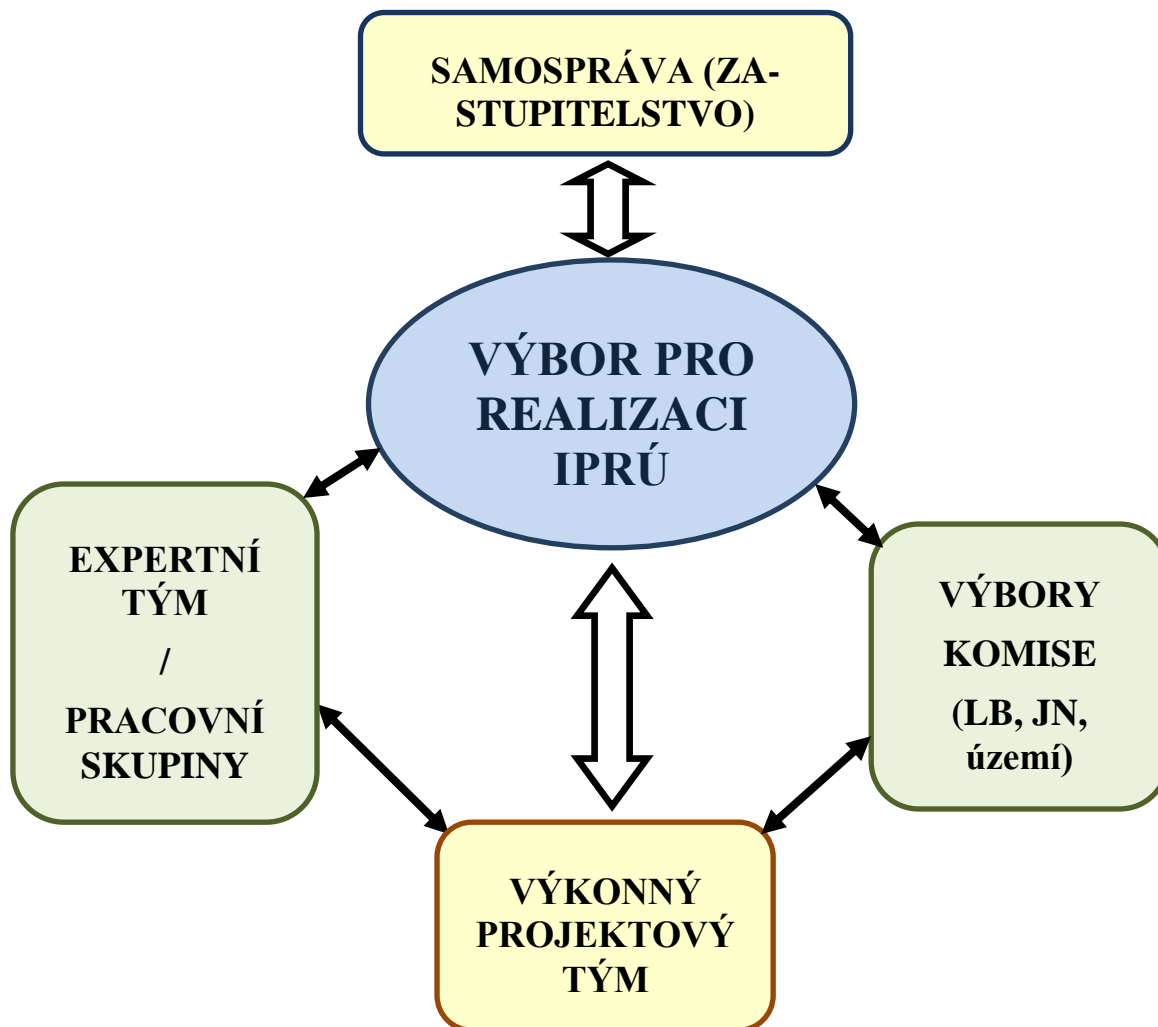 SAMOSPRÁVA (ZA-
STUPITELSTVO)
VÝBOR PRO
REALIZACI
IPRÚ
EXPERTNÍ
TÝM
/
PRACOVNÍ
SKUPINY
VÝBORY
KOMISE
(LB, JN,
území)
VÝKONNÝ
PROJEKTOVÝ
TÝM